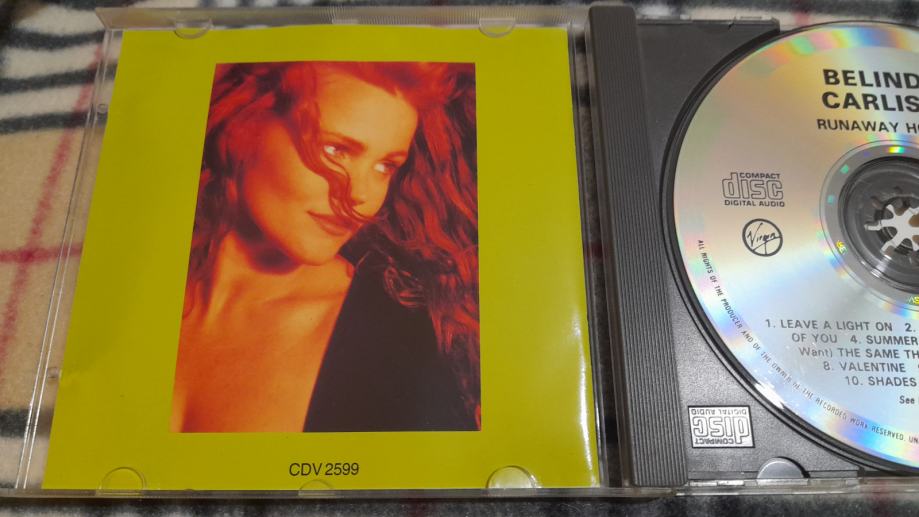 CDV 2599
BELIND
CARLIS
RUNAWAY HO
COMPACT
disc
DIGITAL AUDIO
Virgin
ALL RIGHTS OF THE PRODUCER AND OF THE OWNER OF THE RECORDED WORK RESERVED. UN
1. LEAVE A LIGHT ON 2.
OF YOU 4. SUMMER
Want) THE SAME TH
8. VALENTINE
10. SHADES
See
COMPACT
disc
DIGITAL AUDIO